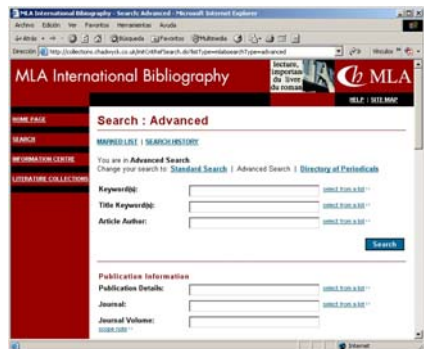 MLA International Bibliography - Search: Advanced - Microsoft Internet Explorer
Archivo Edición Ver Favoritos Herramientas Ayuda
Atrás Búsqueda Favoritos Multimedia
Dirección Ir Vínculos
MLA International Bibliography
lecture,
importan
du livre
du roman
MLA
HELP | SITE MAP
HOME PAGE
SEARCH
INFORMATION CENTRE
LITERATURE COLLECTIONS
Search : Advanced
MARKED LIST | SEARCH HISTORY
You are in Advanced Search
Change your search to: Standard Search | Advanced Search | Directory of Periodicals
Keyword(s): select from a list
Title Keyword(s): select from a list
Article Author: select from a list
Search
Publication Information
Publication Details: select from a list
Journal: select from a list
Journal Volume:
scope note
Internet